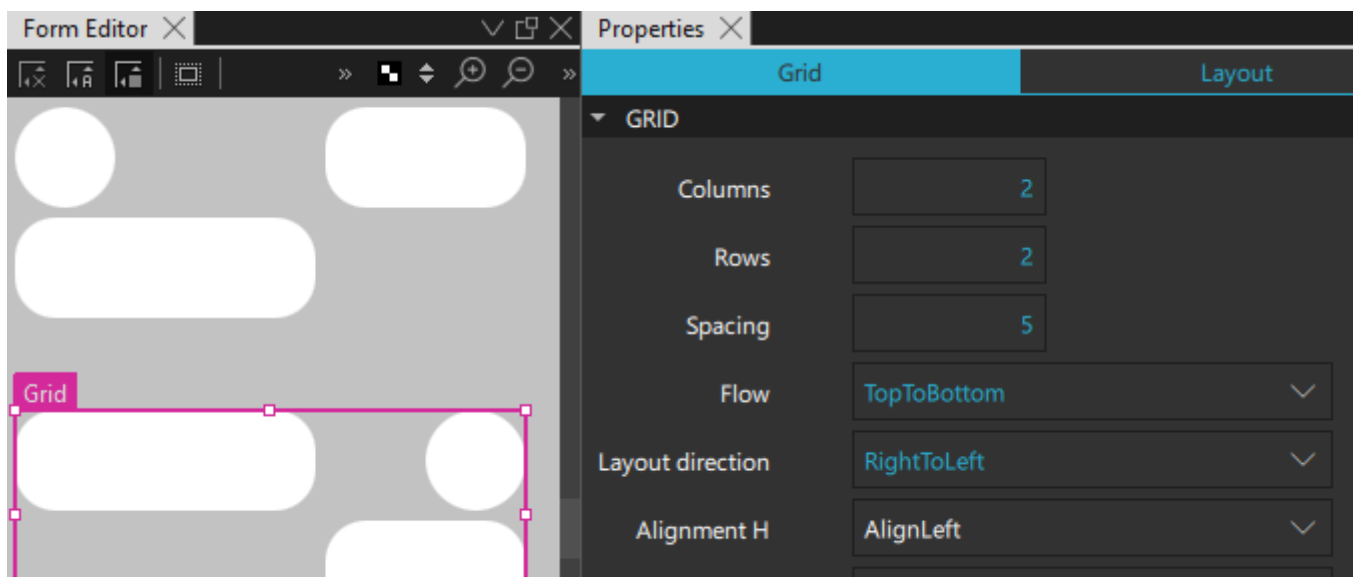 Form Editor
Properties
Grid
Layout
GRID
Columns
2
Rows
2
Spacing
5
Flow
TopToBottom
Layout direction
RightToLeft
Alignment H
AlignLeft
Grid